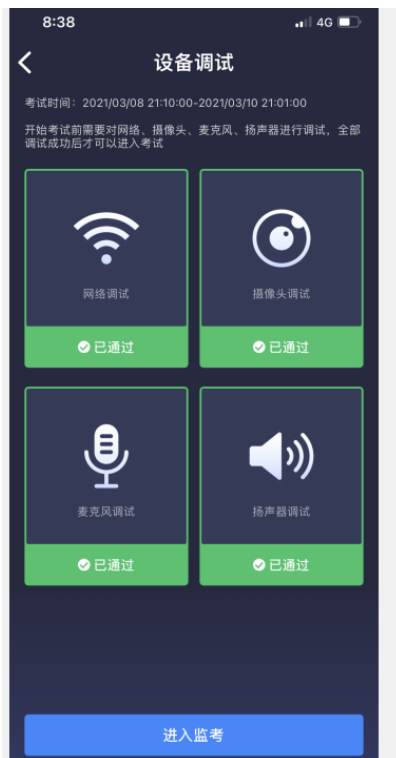 8:38
4G
设备调试
考试时间：2021/03/08 21:10:00-2021/03/10 21:01:00
开始考试前需要对网络、摄像头、麦克风、扬声器进行调试，全部
调试成功后才可以进入考试
网络调试
摄像头调试
已通过
已通过
麦克风调试
扬声器调试
已通过
已通过
进入监考